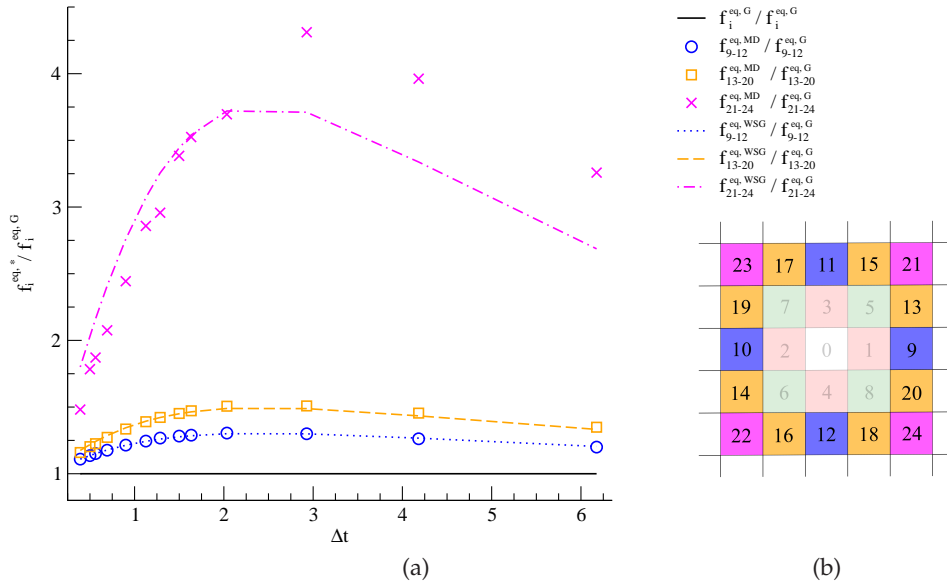 f_i^{eq, G} / f_i^{eq, G}
f_{9-12}^{eq, MD} / f_{9-12}^{eq, G}
f_{13-20}^{eq, MD} / f_{13-20}^{eq, G}
f_{21-24}^{eq, MD} / f_{21-24}^{eq, G}
f_{9-12}^{eq, WSG} / f_{9-12}^{eq, G}
f_{13-20}^{eq, WSG} / f_{13-20}^{eq, G}
f_{21-24}^{eq, WSG} / f_{21-24}^{eq, G}
f_i^{eq, *} / f_i^{eq, G}
4
3
2
1
1 2 3 4 5 6
Δt
(a)
23 17 11 15 21
19 7 3 5 13
10 2 0 1 9
14 6 4 8 20
22 16 12 18 24
(b)